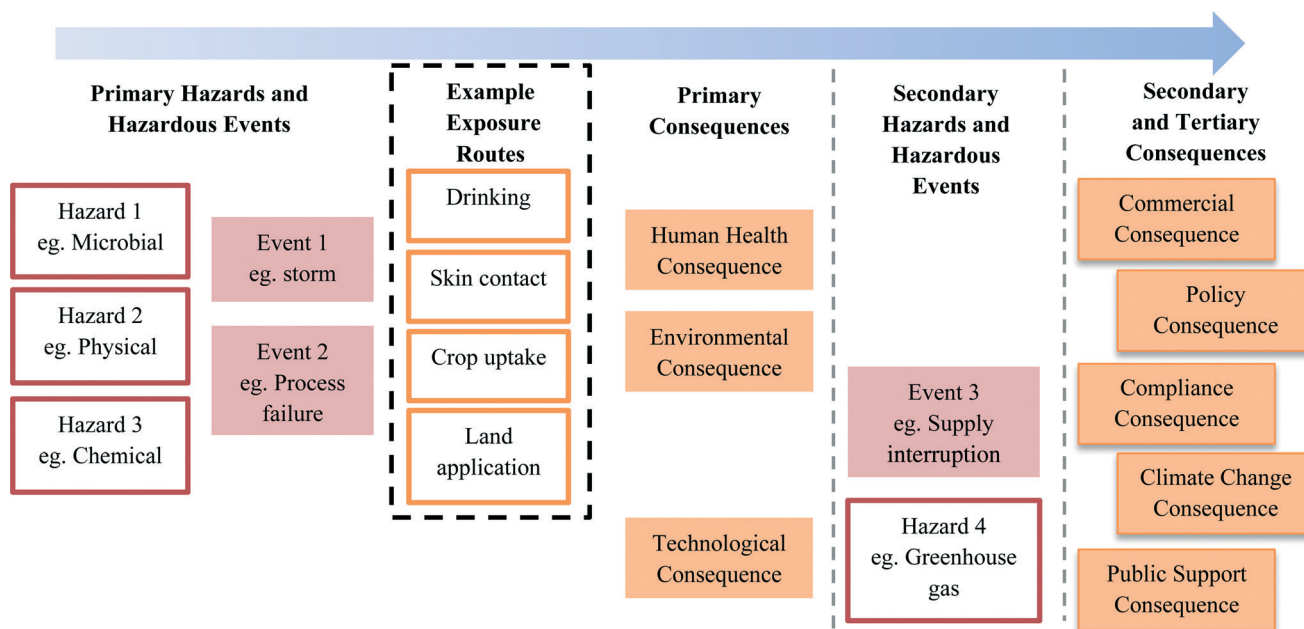 Primary Hazards and
Hazardous Events
Hazard 1
eg. Microbial
Hazard 2
eg. Physical
Hazard 3
eg. Chemical
Event 1
eg. storm
Event 2
eg. Process
failure
Example
Exposure
Routes
Drinking
Skin contact
Crop uptake
Land
application
Primary
Consequences
Human Health
Consequence
Environmental
Consequence
Technological
Consequence
Secondary
Hazards and
Hazardous
Events
Event 3
eg. Supply
interruption
Hazard 4
eg. Greenhouse
gas
Secondary
and Tertiary
Consequences
Commercial
Consequence
Policy
Consequence
Compliance
Consequence
Climate Change
Consequence
Public Support
Consequence